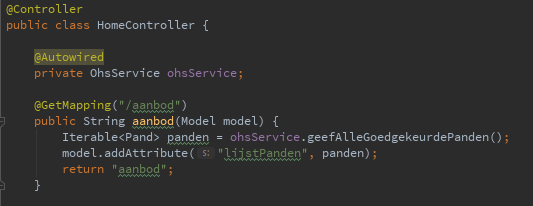 @Controller
public class HomeController {
@Autowired
private OhsService ohsService;
@GetMapping("/aanbod")
public String aanbod(Model model) {
Iterable<Pand> panden = ohsService.geefAlleGoedgekeurdePanden();
model.addAttribute( s: "lijstPanden", panden);
return "aanbod";
}